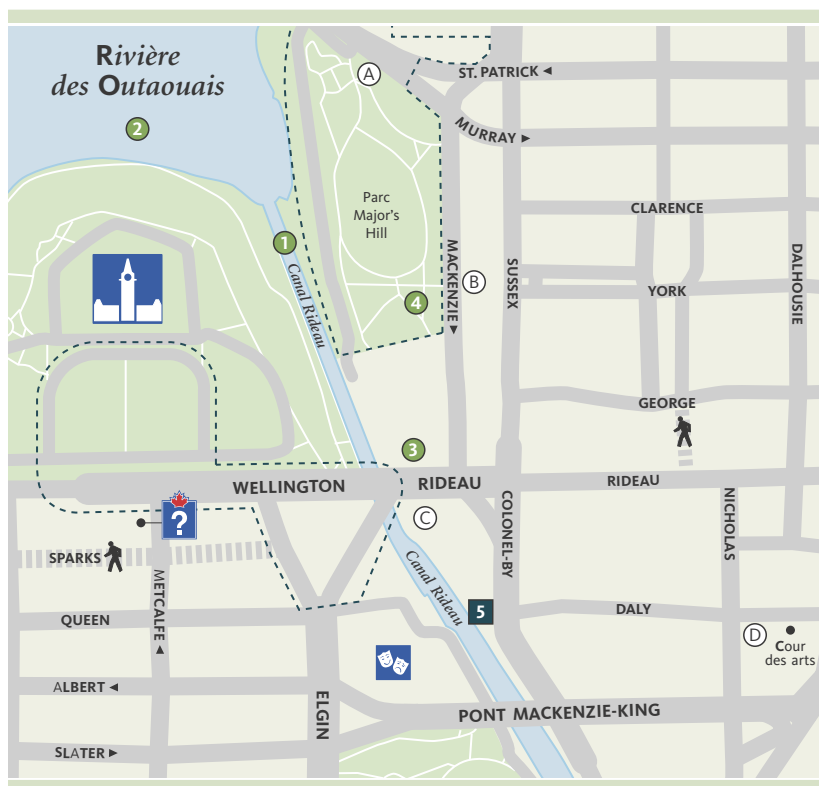 Rivière
des Outaouais
A
ST. PATRICK
2
MURRAY
Parc
Major's
Hill
CLARENCE
1
Canal Rideau
MACKENZIE
B
SUSSEX
DALHOUSIE
YORK
4
GEORGE
3
WELLINGTON
RIDEAU
RIDEAU
?
C
COLONEL-BY
NICHOLAS
SPARKS
METCALFE
Canal Rideau
QUEEN
5
DALY
D
Cour
des arts
ALBERT
ELGIN
PONT MACKENZIE-KING
SLATER